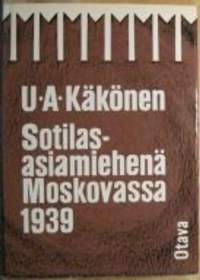 U·A·Käkönen
Sotilas-
asiamiehenä
Moskovassa
1939
Otava